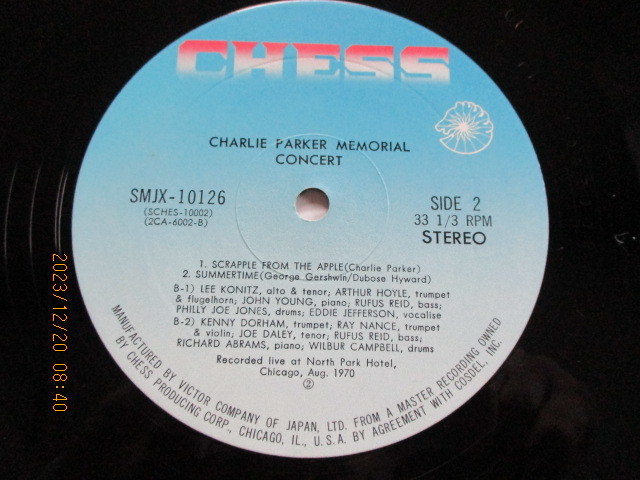 CHESS
CHARLIE PARKER MEMORIAL
CONCERT
SMJX-10126
(SCHES-10002)
(2CA-6002-B)
SIDE 2
33 1/3 RPM
STEREO
1. SCRAPPLE FROM THE APPLE(Charlie Parker)
2. SUMMERTIME(George Gershwin/Dubose Hyward)
B-1) LEE KONITZ, alto & tenor; ARTHUR HOYLE, trumpet
& flugelhorn; JOHN YOUNG, piano; RUFUS REID, bass;
PHILLY JOE JONES, drums; EDDIE JEFFERSON, vocalise
B-2) KENNY DORHAM, trumpet; RAY NANCE, trumpet
& violin; JOE DALEY, tenor; RUFUS REID, bass;
RICHARD ABRAMS, piano; WILBUR CAMPBELL, drums
Recorded live at North Park Hotel,
Chicago, Aug. 1970
②
MANUFACTURED BY VICTOR COMPANY OF JAPAN, LTD. FROM A MASTER RECORDING OWNED
BY CHESS PRODUCING CORP., CHICAGO, IL., U.S.A. BY AGREEMENT WITH COSDEL, INC.
2023/12/20 08:40